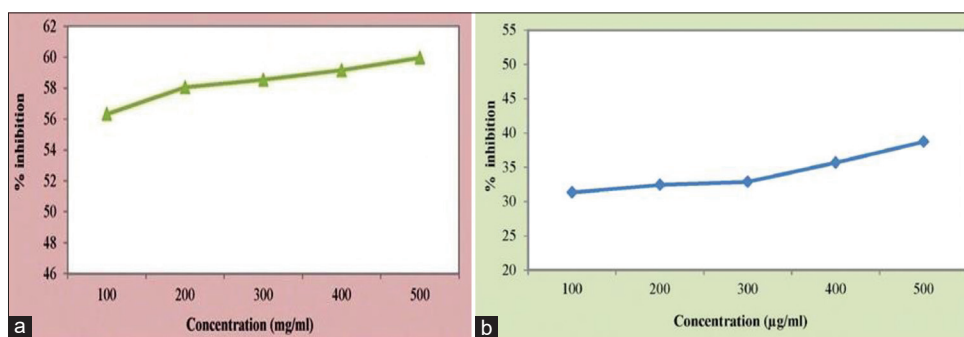 62
60
58
56
54
52
50
48
46
% inhibition
100 200 300 400 500
Concentration (mg/ml)
a
55
50
45
40
35
30
25
20
% inhibition
100 200 300 400 500
Concentration (µg/ml)
b